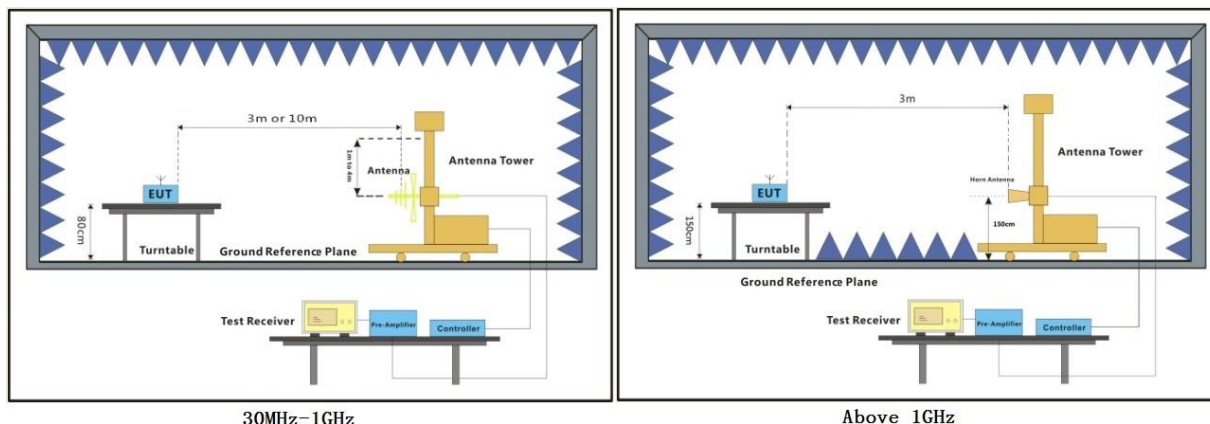 3m or 10m
1m to 4m
Antenna
Antenna Tower
EUT
80cm
Turntable
Ground Reference Plane
Test Receiver
Pre-Amplifier
Controller
30MHz-1GHz
3m
Antenna Tower
Horn Antenna
EUT
150cm
150cm
Turntable
Ground Reference Plane
Test Receiver
Pre-Amplifier
Controller
Above 1GHz